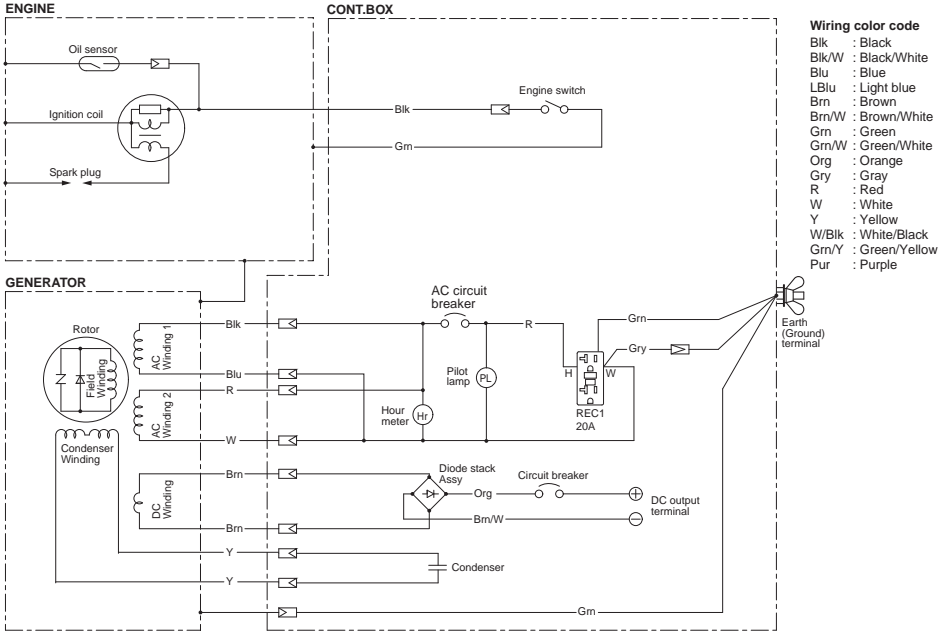 ENGINE
CONT.BOX
Oil sensor
Ignition coil
Spark plug
Blk
Engine switch
Grn
Wiring color code
Blk : Black
Blk/W : Black/White
Blu : Blue
LBlu : Light blue
Brn : Brown
Brn/W : Brown/White
Grn : Green
Grn/W : Green/White
Org : Orange
Gry : Gray
R : Red
W : White
Y : Yellow
W/Blk : White/Black
Grn/Y : Green/Yellow
Pur : Purple
GENERATOR
Rotor
Field
Winding
AC
Winding 1
AC
Winding 2
Condenser
Winding
DC
Winding
Blk
Blu
R
W
Brn
Brn
Y
Y
AC circuit
breaker
R
Pilot
lamp
PL
Hour
meter
Hr
H
W
REC1
20A
Grn
Gry
Earth
(Ground)
terminal
Diode stack
Assy
Org
Brn/W
Circuit breaker
DC output
terminal
Condenser
Grn